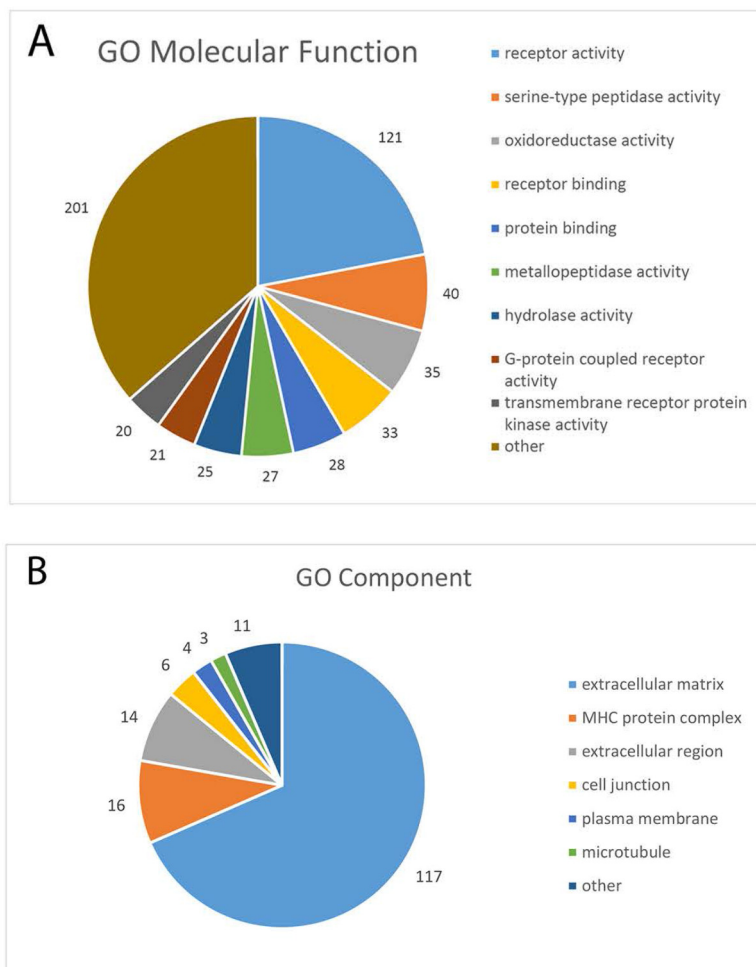 A
GO Molecular Function
receptor activity
serine-type peptidase activity
oxidoreductase activity
receptor binding
protein binding
metallopeptidase activity
hydrolase activity
G-protein coupled receptor
activity
transmembrane receptor protein
kinase activity
other
121
40
35
33
28
27
25
21
20
201
B
GO Component
extracellular matrix
MHC protein complex
extracellular region
cell junction
plasma membrane
microtubule
other
117
16
14
6
4
3
11